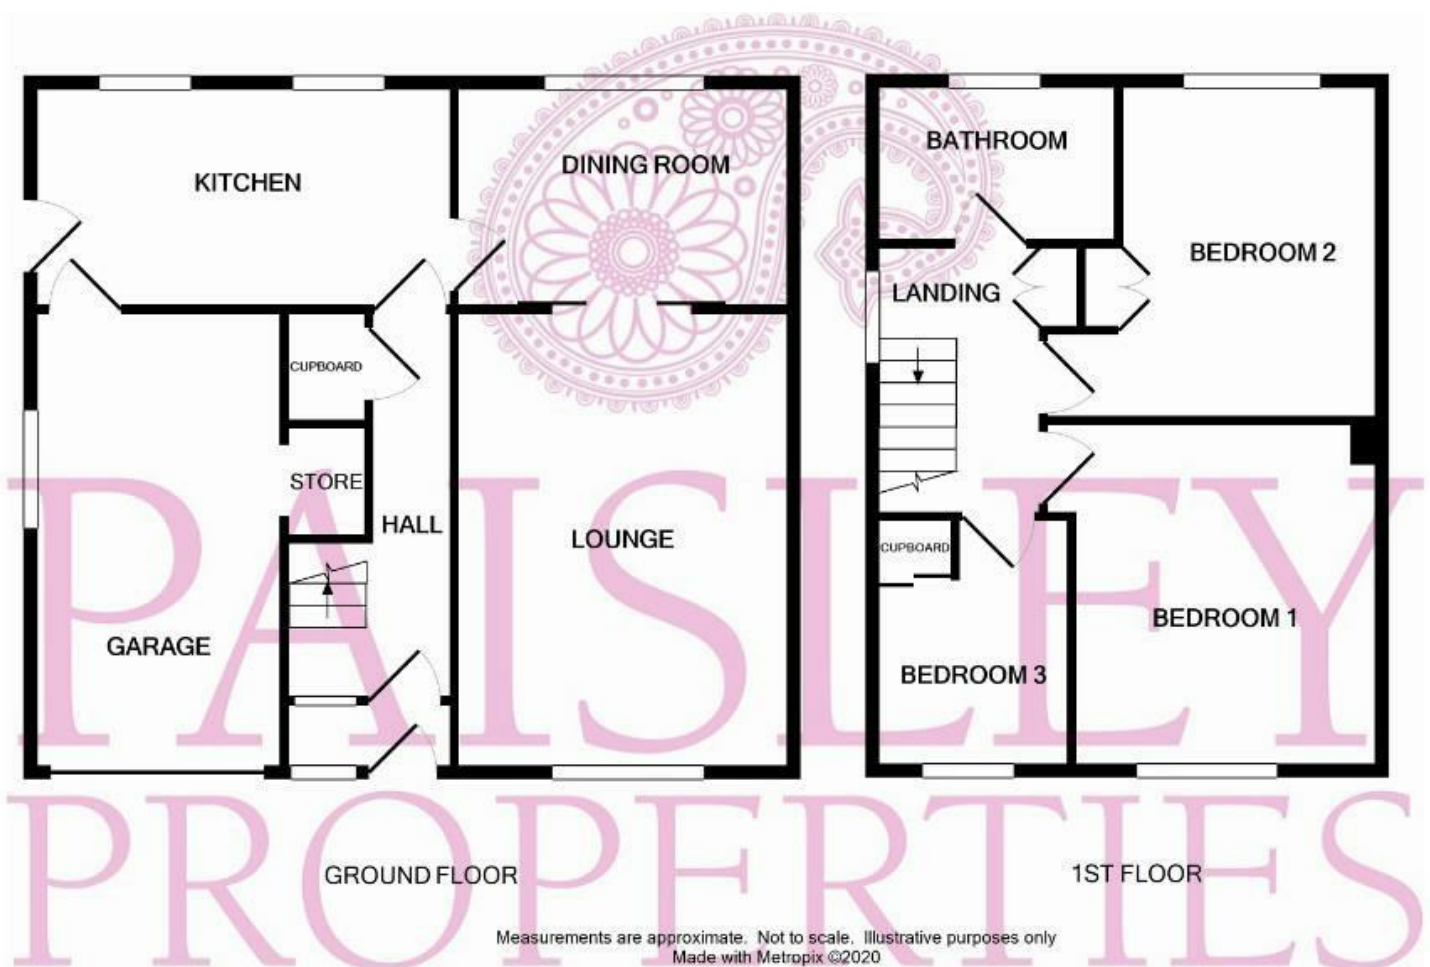 KITCHEN
DINING ROOM
CUPBOARD
STORE
HALL
LOUNGE
GARAGE
GROUND FLOOR
BATHROOM
BEDROOM 2
LANDING
CUPBOARD
BEDROOM 1
BEDROOM 3
1ST FLOOR
PAISLEY
PROPERTIES
Measurements are approximate. Not to scale. Illustrative purposes only
Made with Metropix ©2020